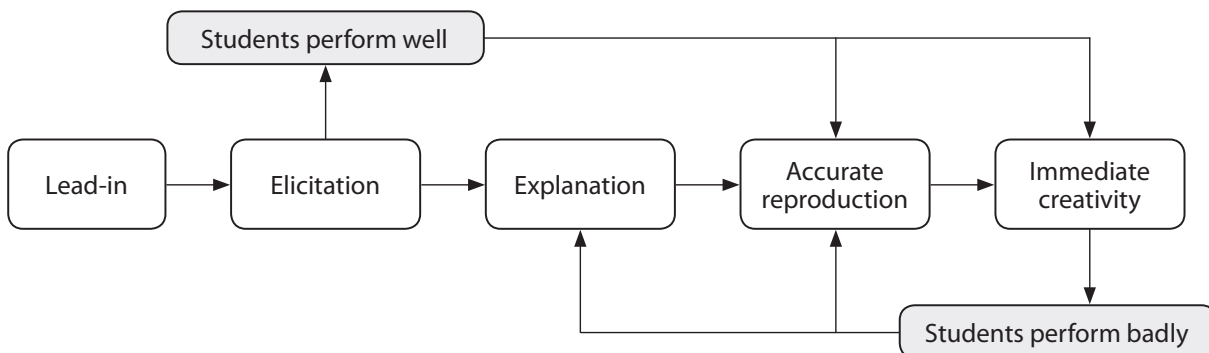 Students perform well
Lead-in
Elicitation
Explanation
Accurate
reproduction
Immediate
creativity
Students perform badly